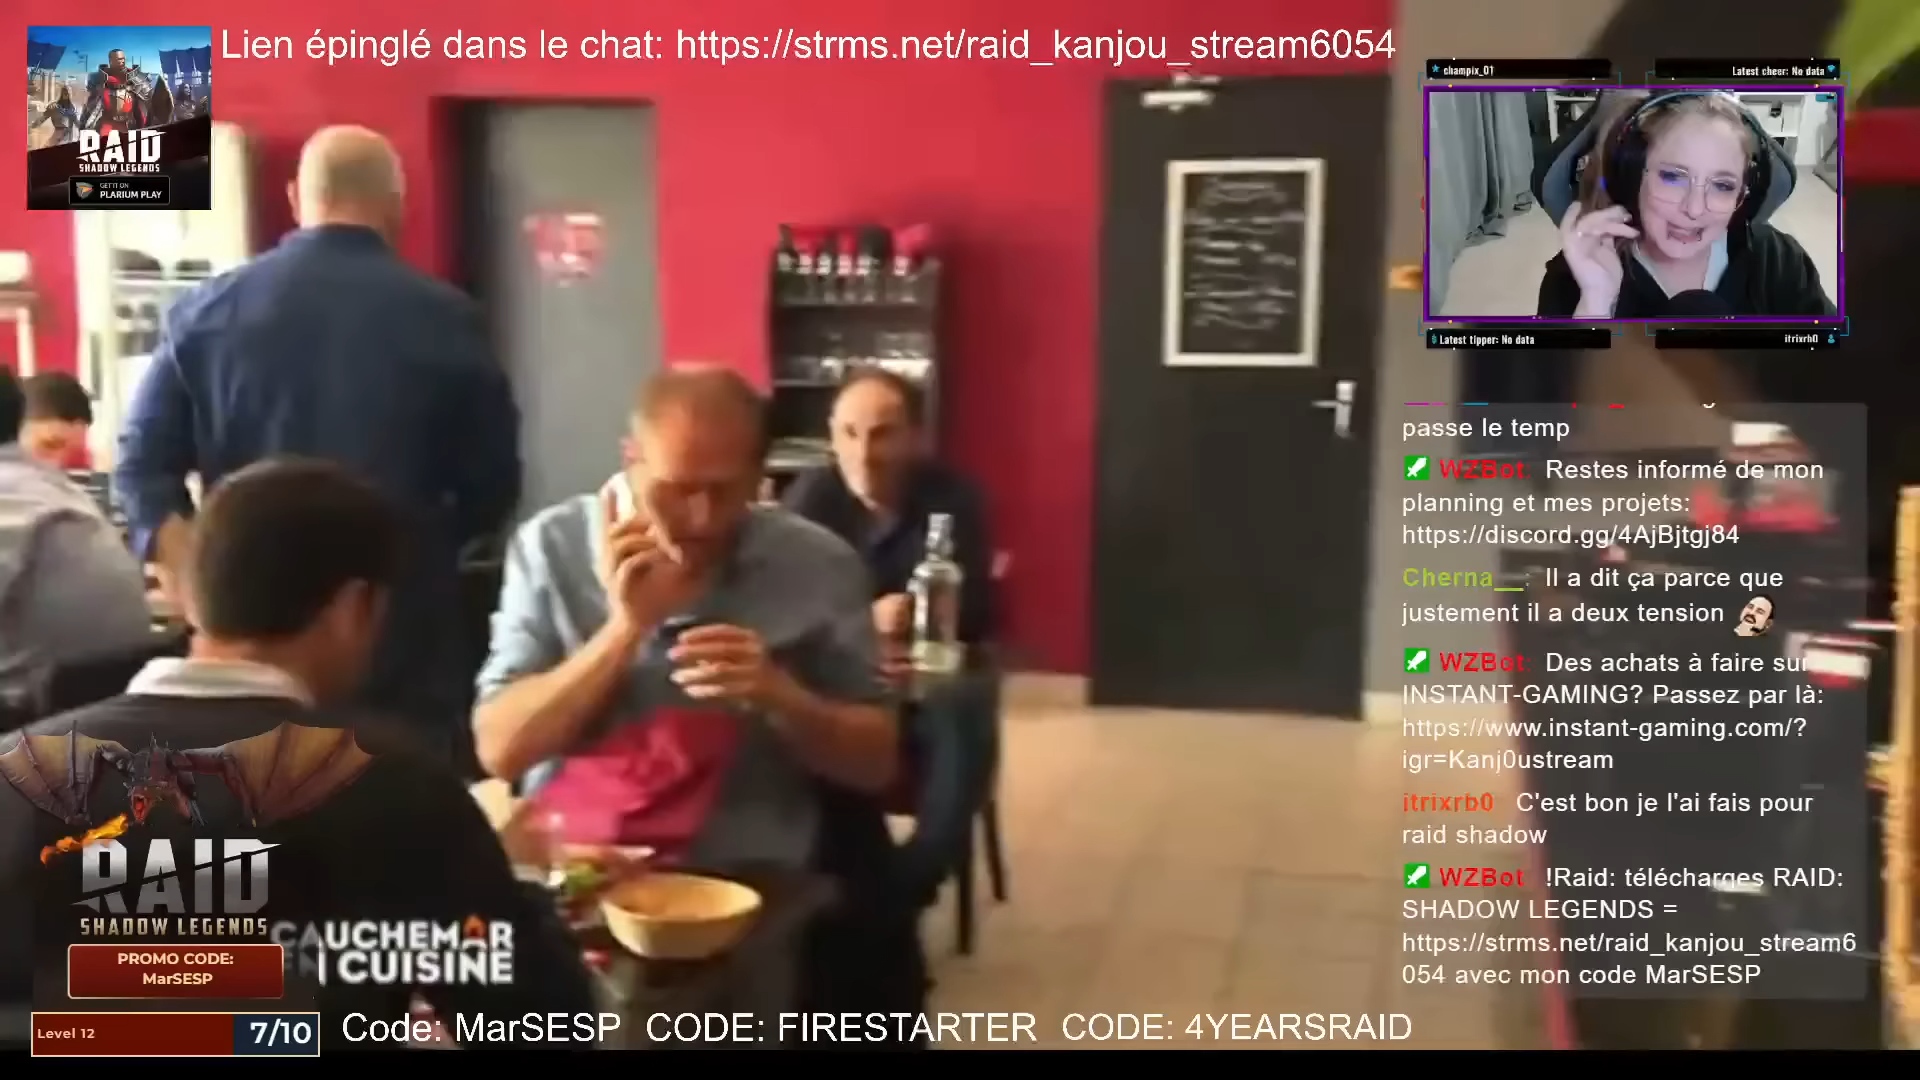 Lien épinglé dans le chat: https://strms.net/raid_kanjou_stream6054
RAID
SHADOW LEGENDS
GET IT ON
PLARIUM PLAY
champix_01
Latest cheer: No data
Latest tipper: No data
itrixrb0
passe le temp
WZBot: Restes informé de mon
planning et mes projets:
https://discord.gg/4AjBjtgj84
Cherna__: Il a dit ça parce que
justement il a deux tension
WZBot: Des achats à faire sur
INSTANT-GAMING? Passez par là:
https://www.instant-gaming.com/?
igr=Kanj0ustream
itrixrb0 C'est bon je l'ai fais pour
raid shadow
WZBot !Raid: télécharges RAID:
SHADOW LEGENDS =
https://strms.net/raid_kanjou_stream6
054 avec mon code MarSESP
RAID
SHADOW LEGENDS
PROMO CODE:
MarSESP
CAUCHEMAR
EN CUISINE
Level 12
7/10
Code: MarSESP CODE: FIRESTARTER CODE: 4YEARSRAID